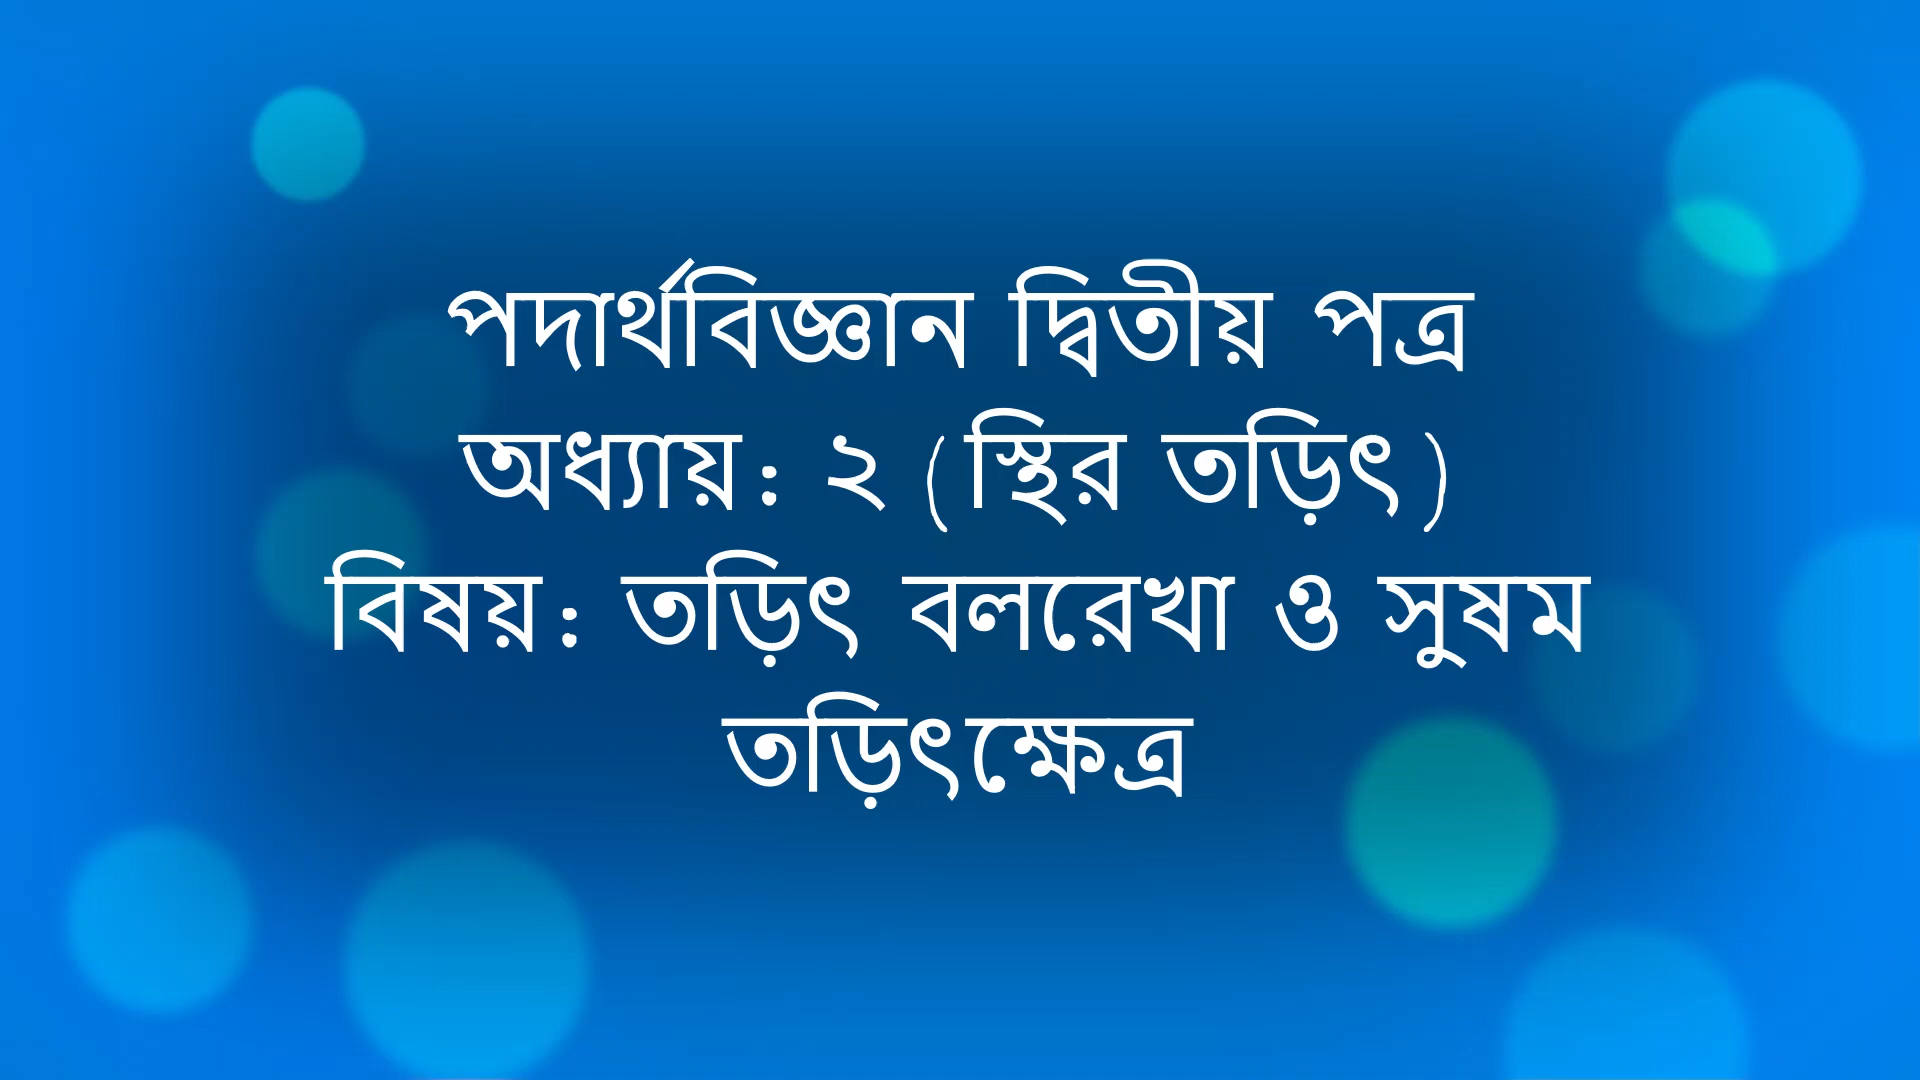 পদার্থবিজ্ঞান দ্বিতীয় পত্র
অধ্যায়: ২ (স্থির তড়িৎ)
বিষয়: তড়িৎ বলরেখা ও সুষম
তড়িৎক্ষেত্র